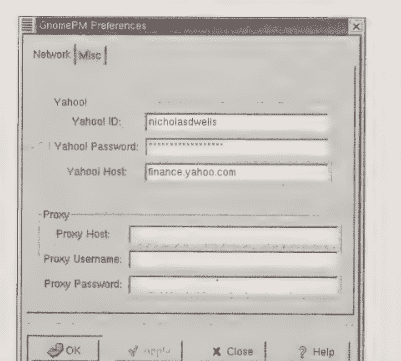 GnomePM Preferences
Network Misc
Yahoo!
Yahoo! ID: nicholasdwells
Yahoo! Password: ******************
Yahoo! Host: finance.yahoo.com
Proxy
Proxy Host:
Proxy Username:
Proxy Password:
OK Apply Close Help